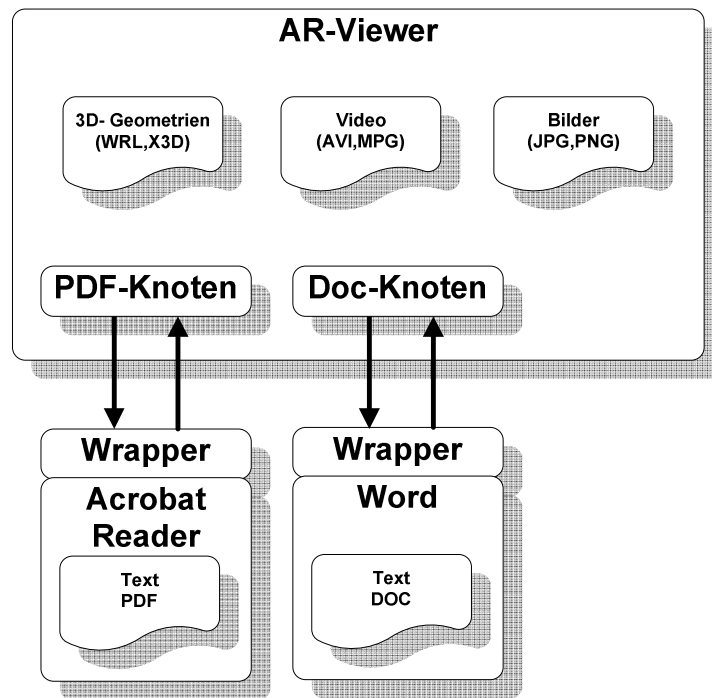 AR-Viewer
3D- Geometrien
(WRL,X3D)
Video
(AVI,MPG)
Bilder
(JPG,PNG)
PDF-Knoten
Doc-Knoten
Wrapper
Acrobat
Reader
Text
PDF
Wrapper
Word
Text
DOC